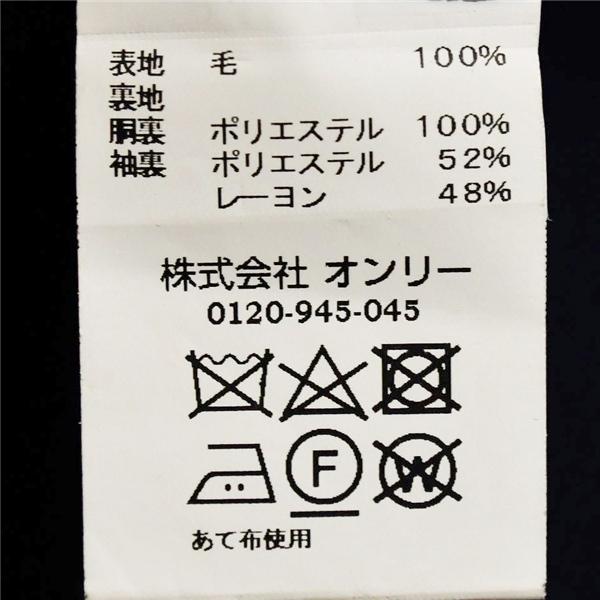 表地 毛 100%
裏地
胴裏 ポリエステル 100%
袖裏 ポリエステル 52%
レーヨン 48%
株式会社 オンリー
0120-945-045
F W
あて布使用